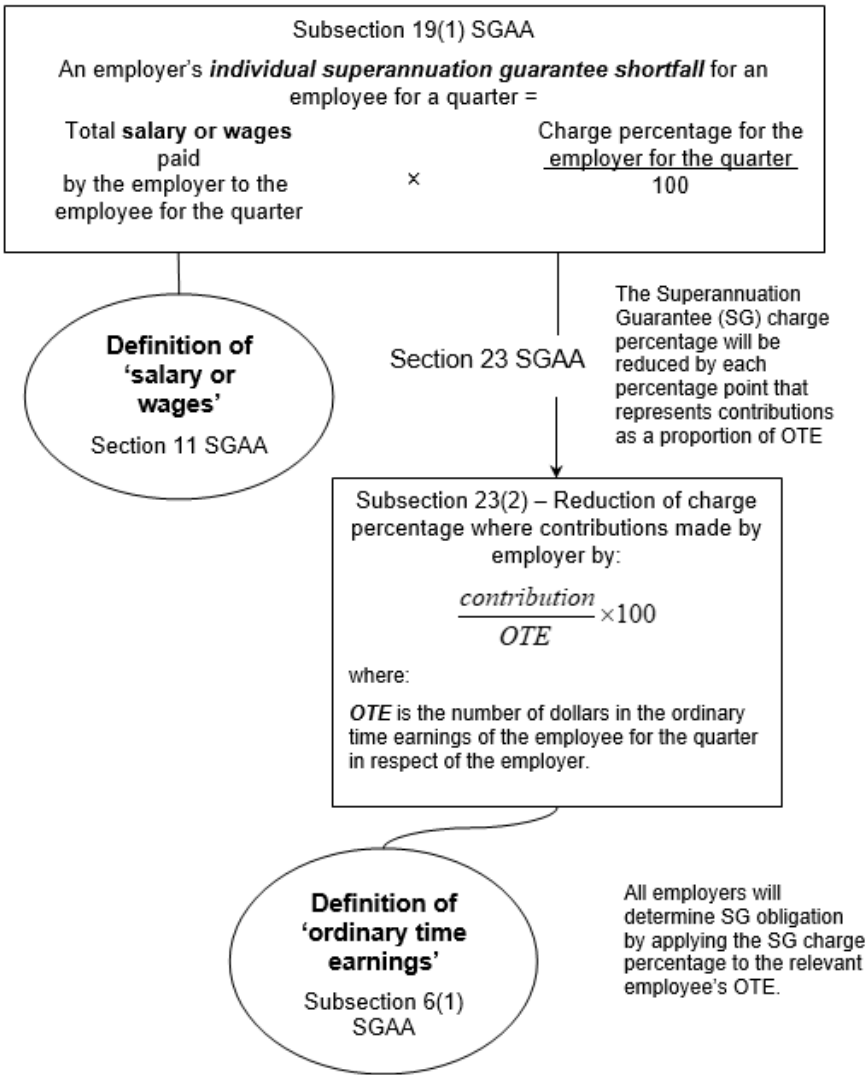 Subsection 19(1) SGAA
An employer's individual superannuation guarantee shortfall for an
employee for a quarter =
Total salary or wages
paid
by the employer to the
employee for the quarter
×
Charge percentage for the
employer for the quarter
100
Definition of
'salary or
wages'
Section 11 SGAA
Section 23 SGAA
The Superannuation
Guarantee (SG) charge
percentage will be
reduced by each
percentage point that
represents contributions
as a proportion of OTE
Subsection 23(2) – Reduction of charge
percentage where contributions made by
employer by:
contribution
OTE
×100
where:
OTE is the number of dollars in the ordinary
time earnings of the employee for the quarter
in respect of the employer.
Definition of
'ordinary time
earnings'
Subsection 6(1)
SGAA
All employers will
determine SG obligation
by applying the SG charge
percentage to the relevant
employee's OTE.